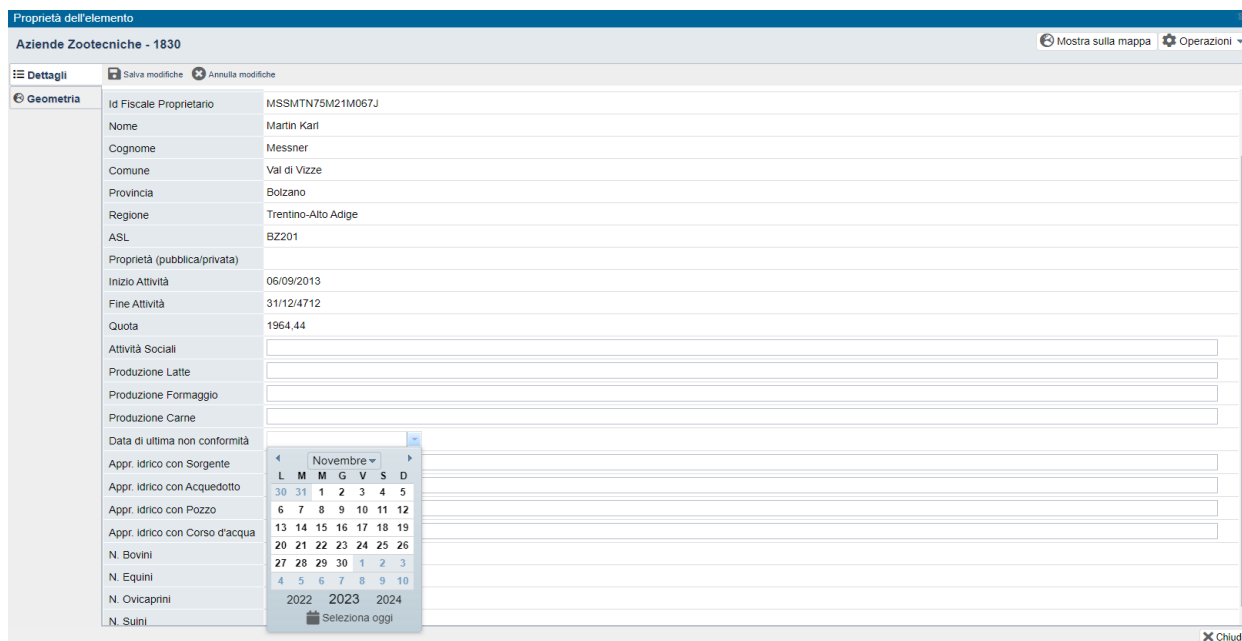 Proprietà dell'elemento
Aziende Zootecniche - 1830
Mostra sulla mappa Operazioni
Dettagli
Salva modifiche Annulla modifiche
Geometria
Id Fiscale Proprietario MSSMTN75M21M067J
Nome Martin Karl
Cognome Messner
Comune Val di Vizze
Provincia Bolzano
Regione Trentino-Alto Adige
ASL BZ201
Proprietà (pubblica/privata)
Inizio Attività 06/09/2013
Fine Attività 31/12/4712
Quota 1964,44
Attività Sociali
Produzione Latte
Produzione Formaggio
Produzione Carne
Data di ultima non conformità
Appr. idrico con Sorgente
Appr. idrico con Acquedotto
Appr. idrico con Pozzo
Appr. idrico con Corso d'acqua
N. Bovini
N. Equini
N. Ovicaprini
N. Suini
Novembre
L M M G V S D
30 31 1 2 3 4 5
6 7 8 9 10 11 12
13 14 15 16 17 18 19
20 21 22 23 24 25 26
27 28 29 30 1 2 3
4 5 6 7 8 9 10
2022 2023 2024
Seleziona oggi
Chiud